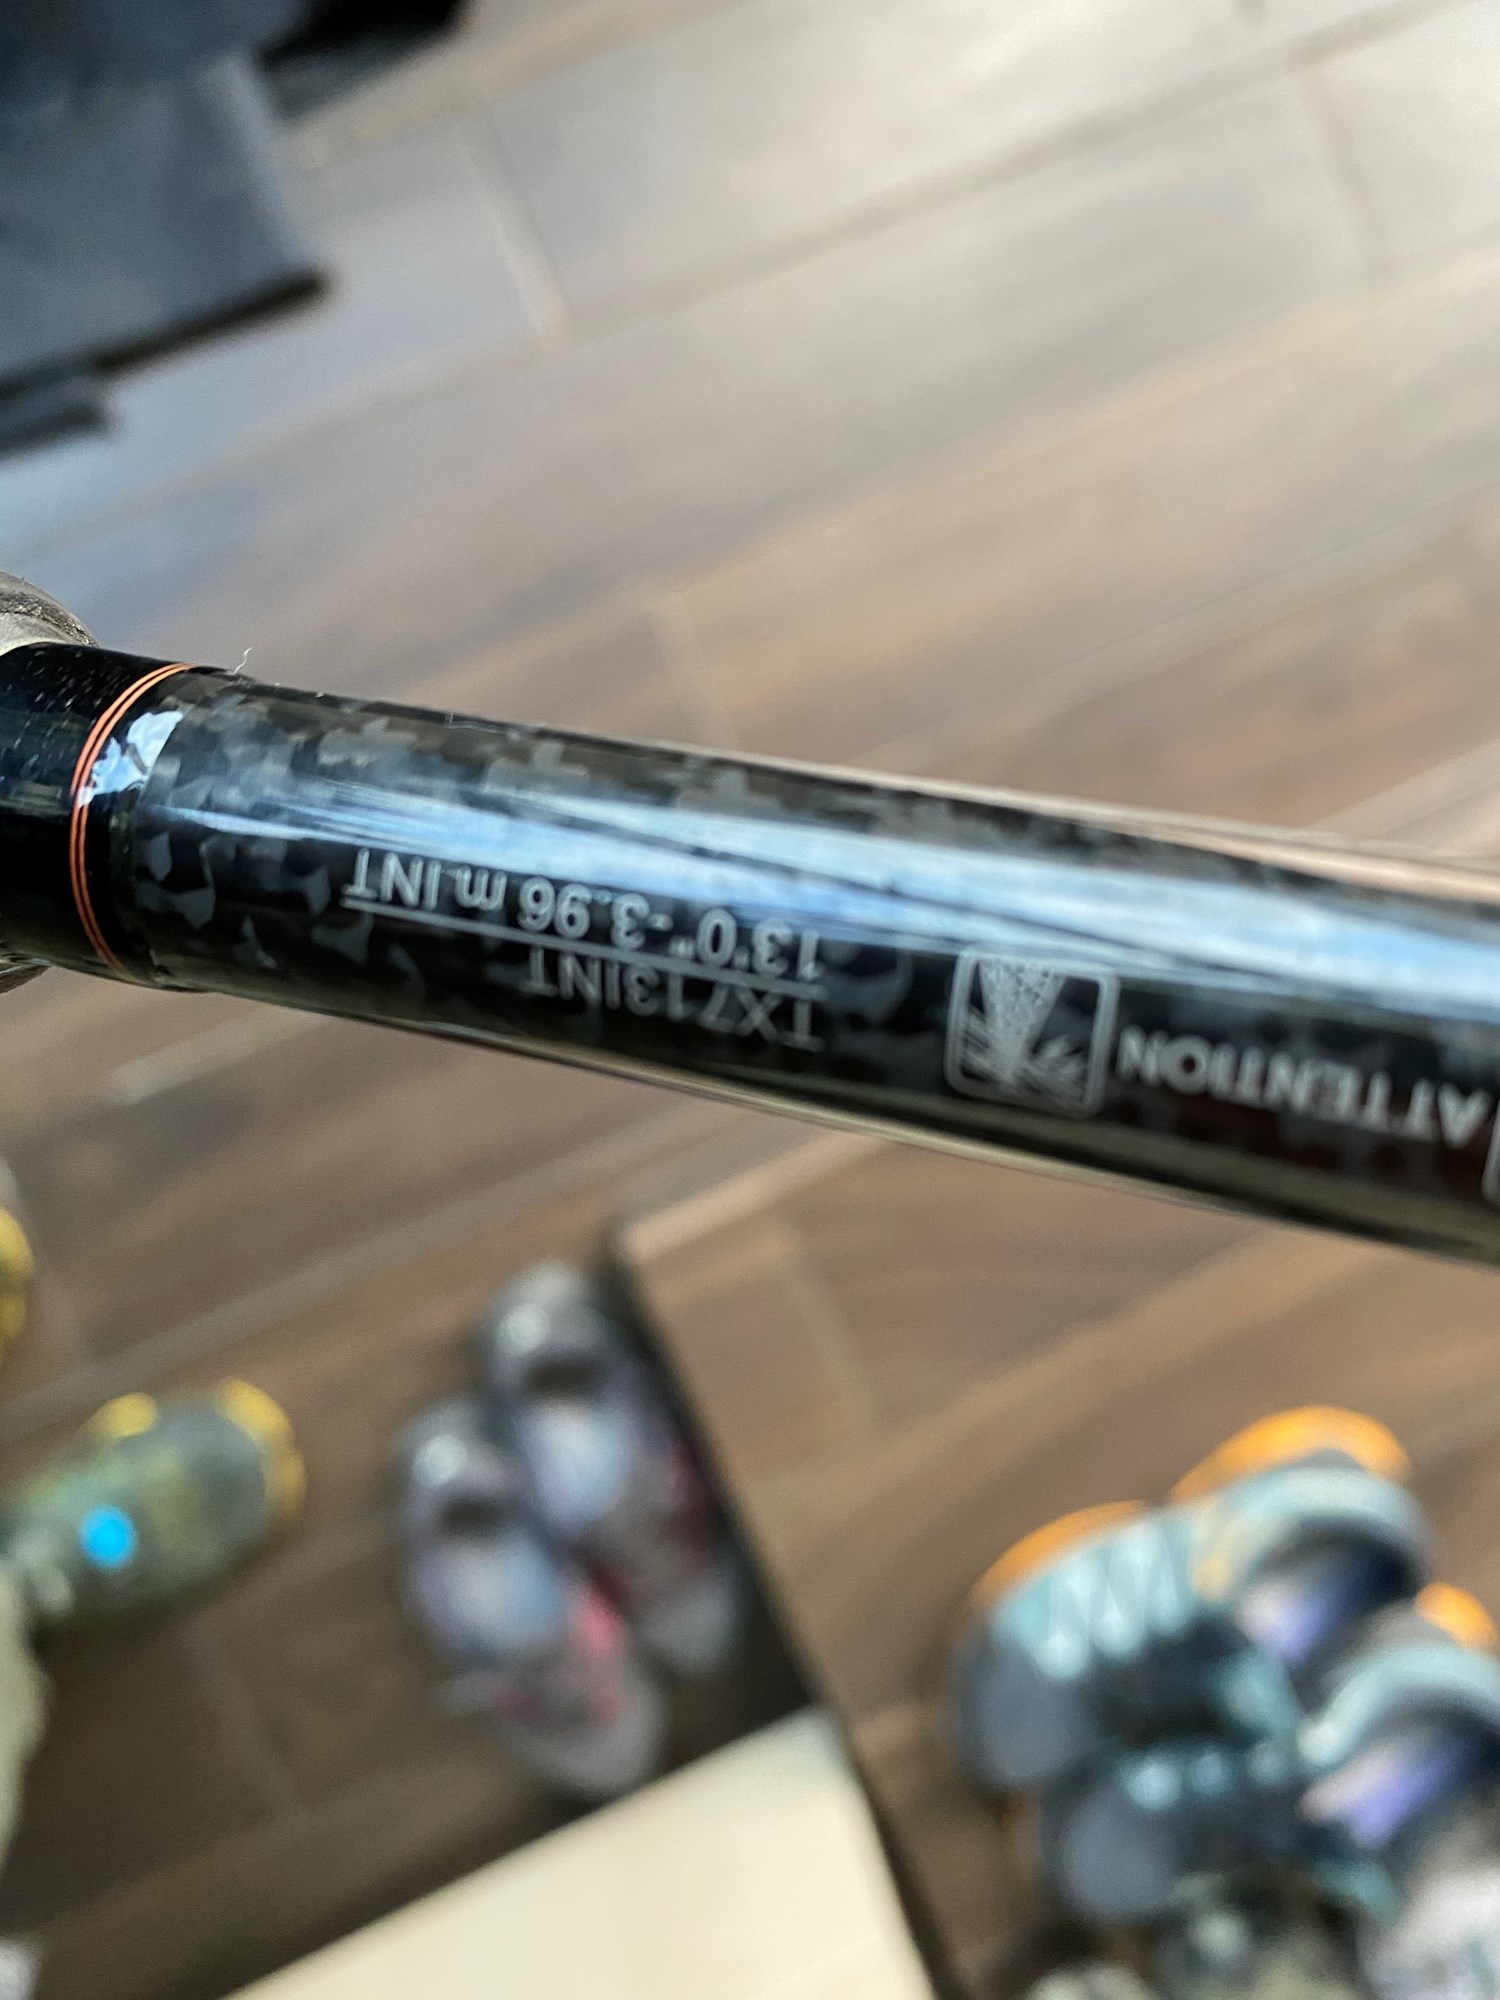 ATTENTION
TX713INT
13'0" - 3.96 m INT